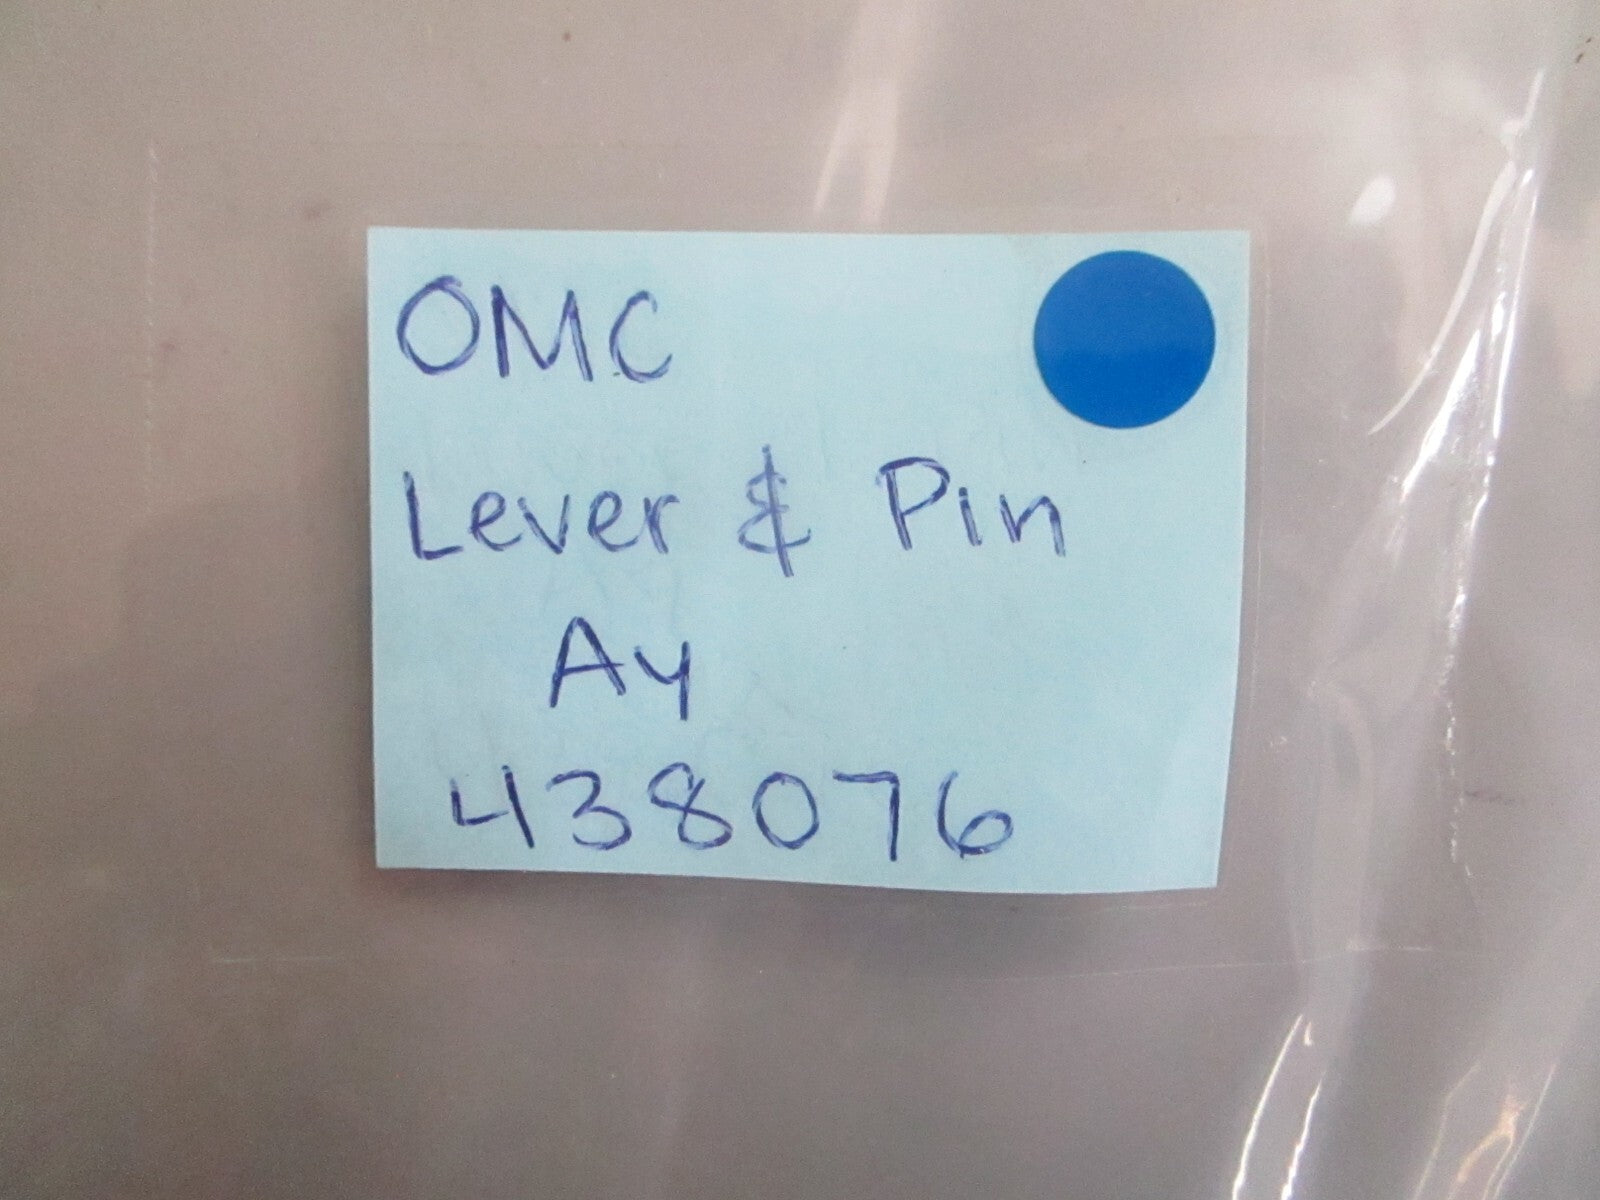 OMC
Lever & Pin
Ay
438076